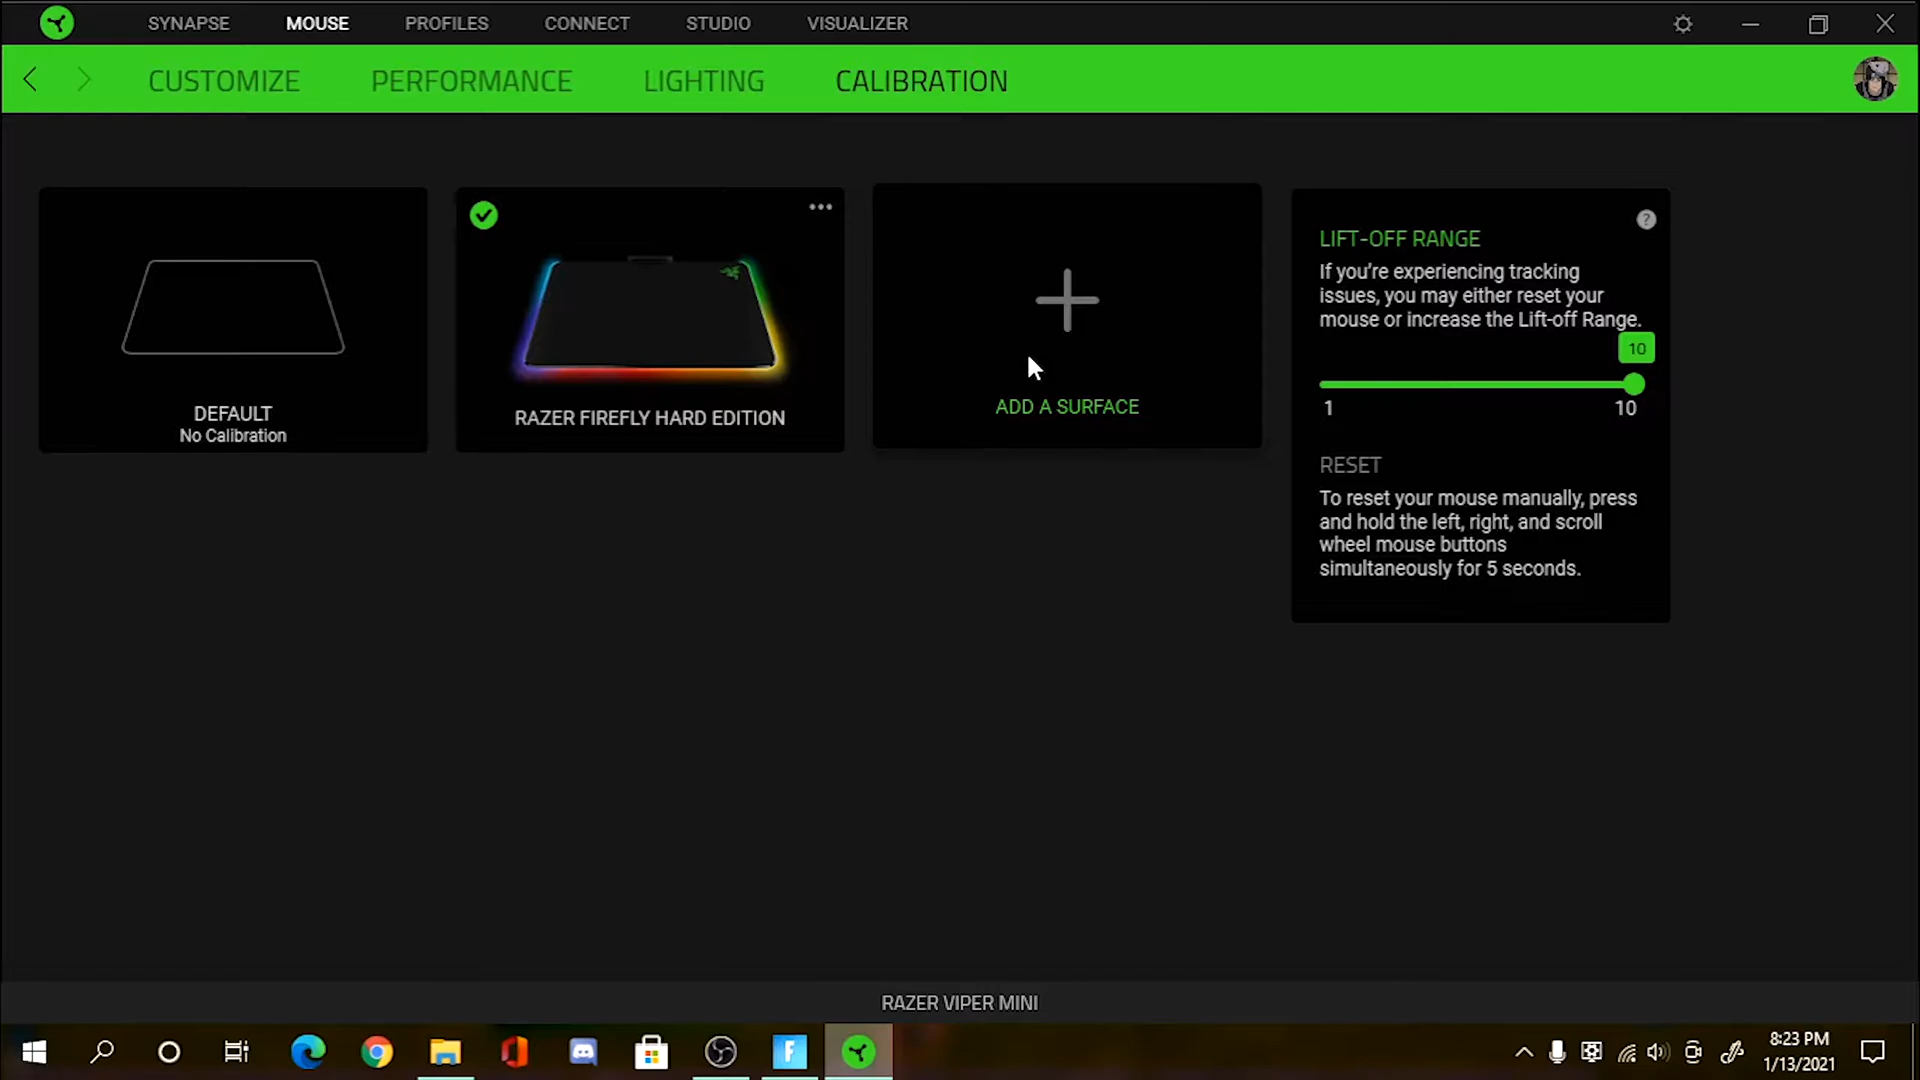 SYNAPSE
MOUSE
PROFILES
CONNECT
STUDIO
VISUALIZER
CUSTOMIZE
PERFORMANCE
LIGHTING
CALIBRATION
DEFAULT
No Calibration
RAZER FIREFLY HARD EDITION
ADD A SURFACE
?
LIFT-OFF RANGE
If you're experiencing tracking
issues, you may either reset your
mouse or increase the Lift-off Range.
10
1
10
RESET
To reset your mouse manually, press
and hold the left, right, and scroll
wheel mouse buttons
simultaneously for 5 seconds.
RAZER VIPER MINI
F
8:23 PM
1/13/2021